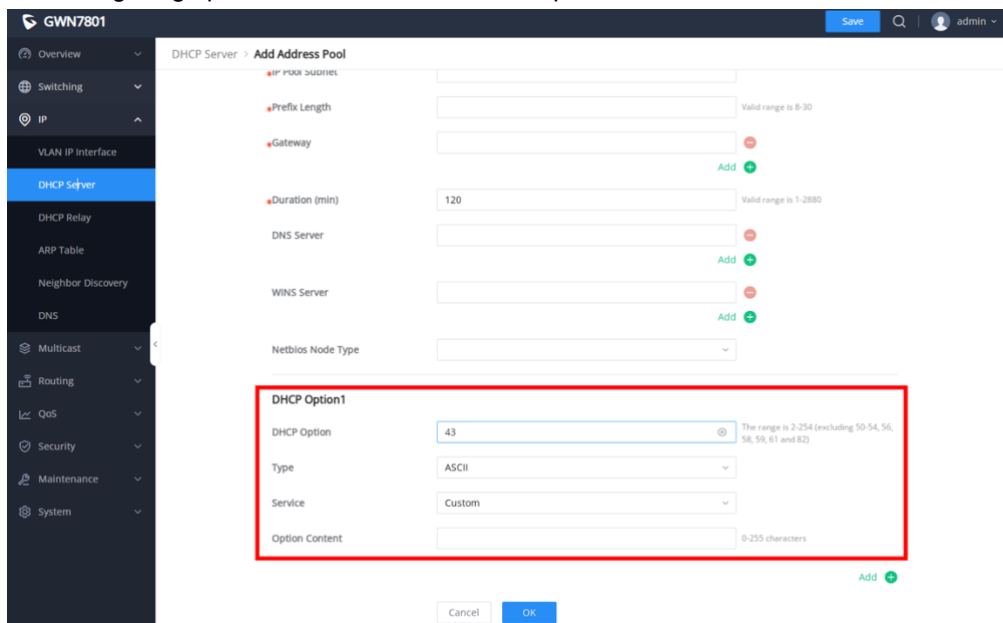 GWN7801
Save
admin
Overview
Switching
IP
VLAN IP Interface
DHCP Server
DHCP Relay
ARP Table
Neighbor Discovery
DNS
Multicast
Routing
QoS
Security
Maintenance
System
DHCP Server > Add Address Pool
*IP Pool Subnet
*Prefix Length
Valid range is 8-30
*Gateway
Add
*Duration (min)
120
Valid range is 1-2880
DNS Server
Add
WINS Server
Add
Netbios Node Type
DHCP Option1
DHCP Option
43
The range is 2-254 (excluding 50-54, 56,
58, 59, 61 and 82)
Type
ASCII
Service
Custom
Option Content
0-255 characters
Add
Cancel
OK